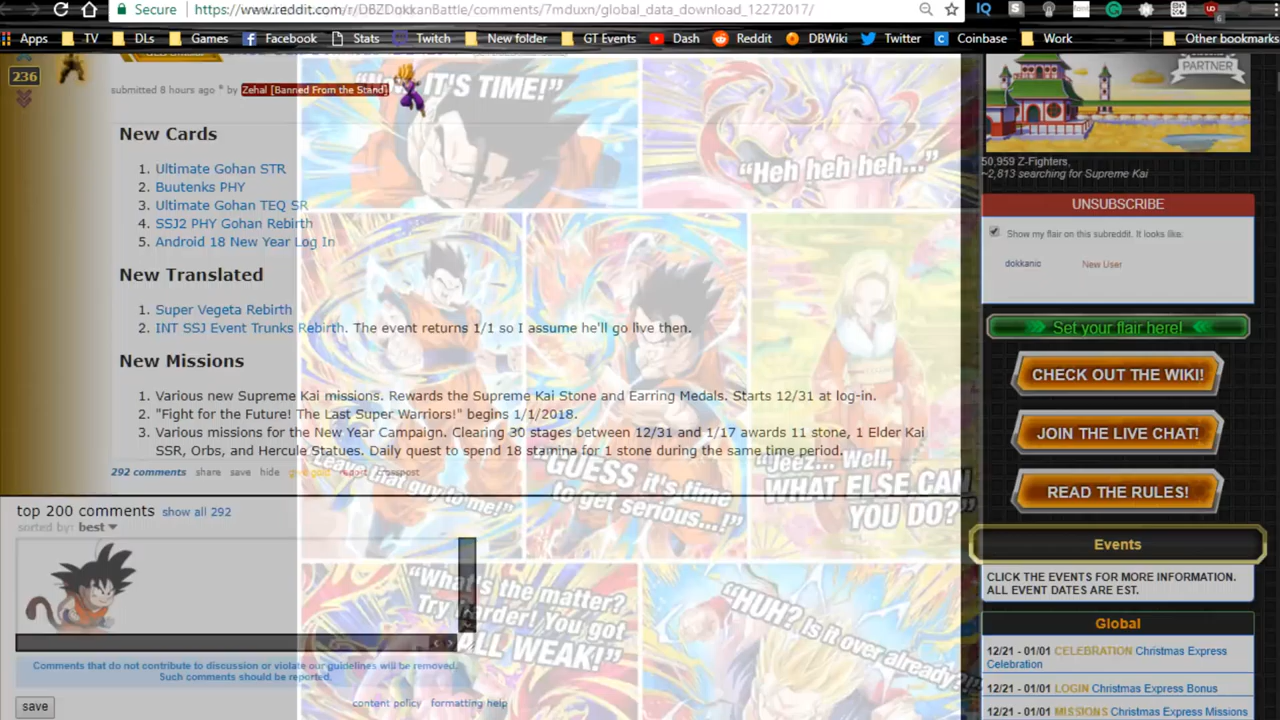 Secure https://www.reddit.com/r/DBZDokkanBattle/comments/7mduxn/global_data_download_12272017/
Apps TV DLs Games Facebook Stats Twitch New folder GT Events Dash Reddit DBWiki Twitter Coinbase Work Other bookmarks
236
submitted 8 hours ago * by Zehal [Banned From the Stand]
IT'S TIME!"
PARTNER
New Cards
1. Ultimate Gohan STR
2. Buutenks PHY
3. Ultimate Gohan TEQ SR
4. SSJ2 PHY Gohan Rebirth
5. Android 18 New Year Log In
"Heh heh heh..."
New Translated
1. Super Vegeta Rebirth
2. INT SSJ Event Trunks Rebirth. The event returns 1/1 so I assume he'll go live then.
New Missions
1. Various new Supreme Kai missions. Rewards the Supreme Kai Stone and Earring Medals. Starts 12/31 at log-in.
2. "Fight for the Future! The Last Super Warriors!" begins 1/1/2018.
3. Various missions for the New Year Campaign. Clearing 30 stages between 12/31 and 1/17 awards 11 stone, 1 Elder Kai
SSR, Orbs, and Hercule Statues. Daily quest to spend 18 stamina for 1 stone during the same time period.
292 comments share save hide give gold report crosspost
that guy to me!"
GUESS it's time
to get serious...!"
"Jeez... Well,
WHAT ELSE CAN
YOU DO?"
top 200 comments show all 292
sorted by: best
"What's the matter?
Try harder! You got
ALL WEAK!"
"HUH? Is it over already?"
Comments that do not contribute to discussion or violate our guidelines will be removed.
Such comments should be reported.
content policy formatting help
save
50,959 Z-Fighters.
~2,813 searching for Supreme Kai
UNSUBSCRIBE
Show my flair on this subreddit. It looks like:
dokkanic New User
Set your flair here!
CHECK OUT THE WIKI!
JOIN THE LIVE CHAT!
READ THE RULES!
Events
CLICK THE EVENTS FOR MORE INFORMATION.
ALL EVENT DATES ARE EST.
Global
12/21 - 01/01 CELEBRATION Christmas Express
Celebration
12/21 - 01/01 LOGIN Christmas Express Bonus
12/21 - 01/01 MISSIONS Christmas Express Missions